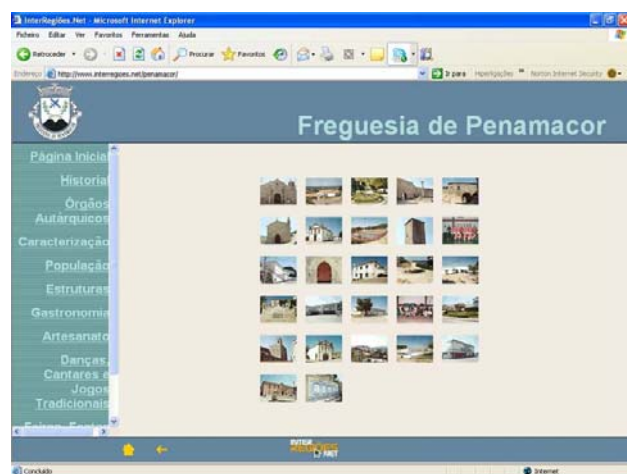 InterRegiões.Net - Microsoft Internet Explorer
Ficheiro Editar Ver Favoritos Ferramentas Ajuda
Retroceder Procurar Favoritos
Endereço http://www.interregioes.net/penamacor/ Ir para Hiperligações Norton Internet Security
Freguesia de Penamacor
Página Inicial
Historial
Órgãos
Autárquicos
Caracterização
População
Estruturas
Gastronomia
Artesanato
Danças,
Cantares e
Jogos
Tradicionais
Concluído Internet